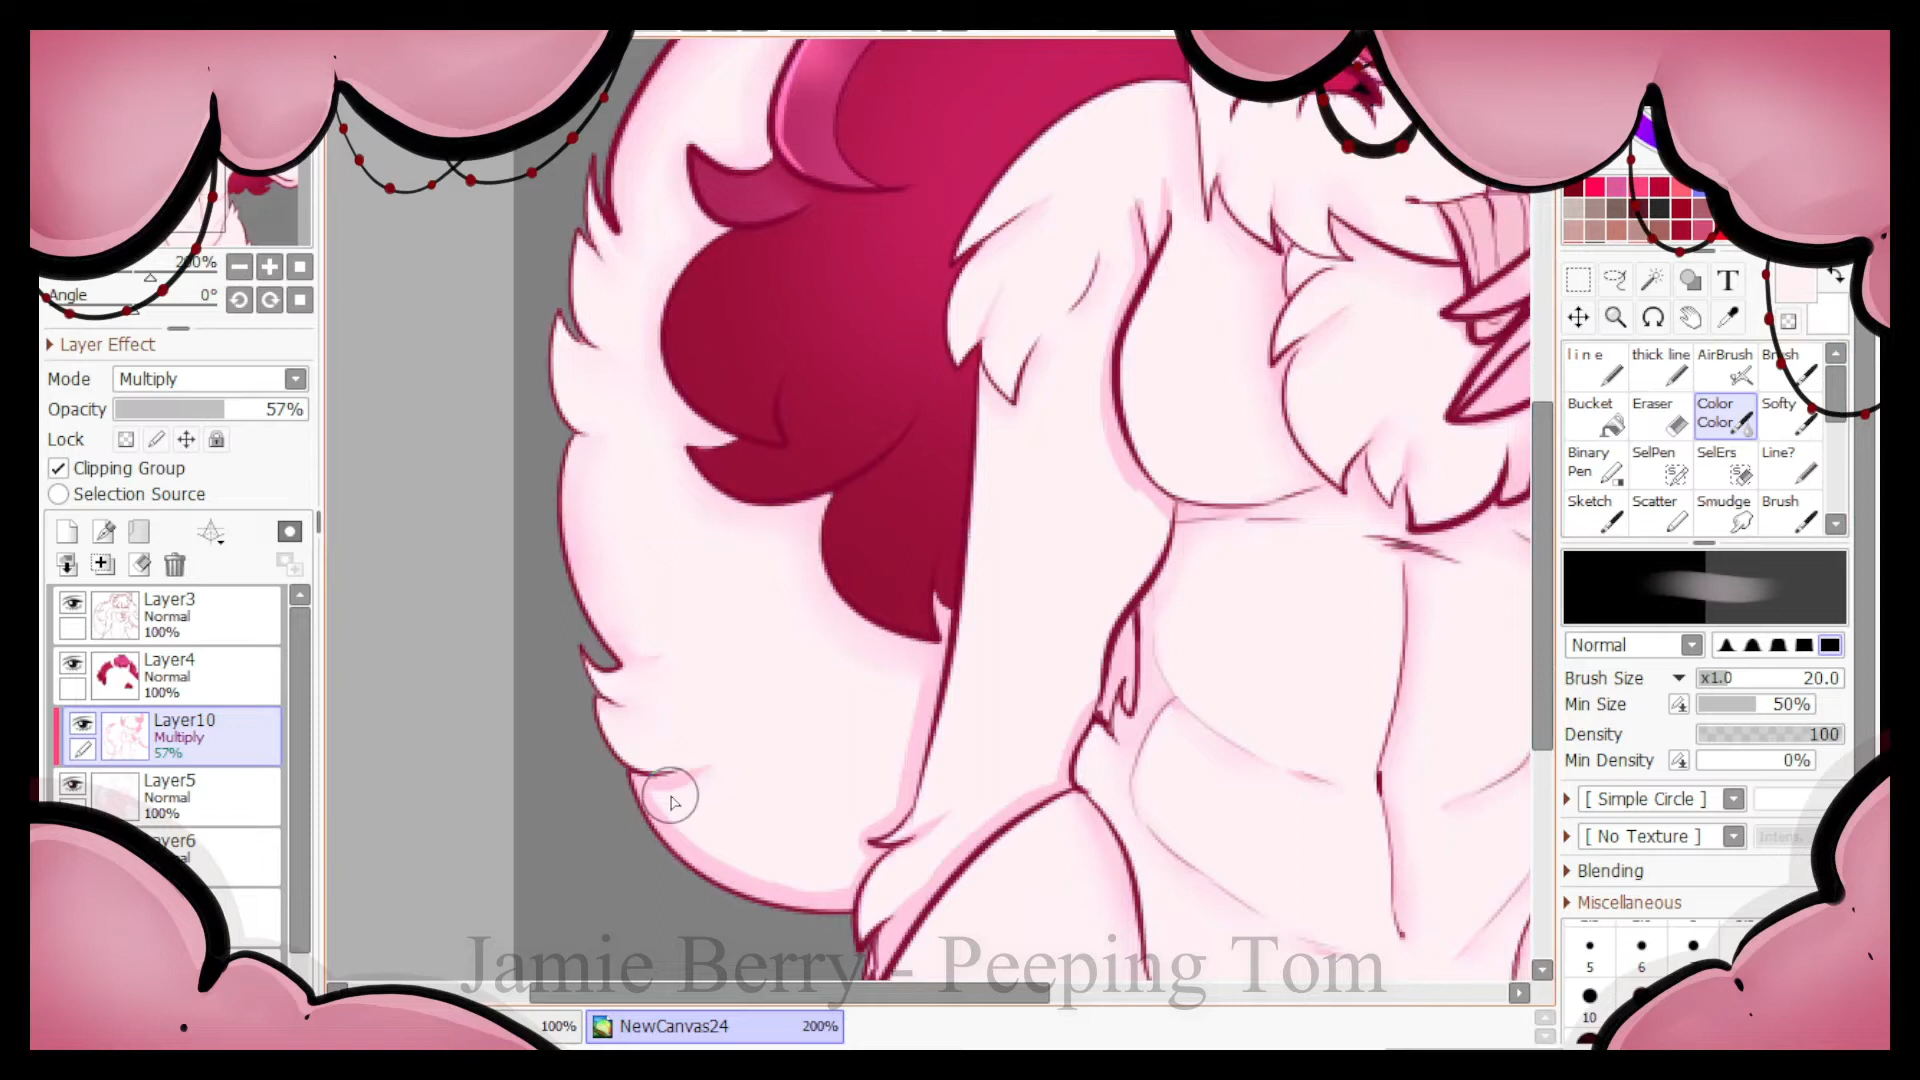 200%
Angle 0°
Layer Effect
Mode Multiply
Opacity 57%
Lock
Clipping Group
Selection Source
Layer3
Normal
100%
Layer4
Normal
100%
Layer10
Multiply
57%
Layer5
Normal
100%
T
line thick line AirBrush Brush
Bucket Eraser Color Color Softy
Binary Pen SelPen SelErs Line?
Sketch Scatter Smudge Brush
Normal
Brush Size x1.0 20.0
Min Size 50%
Density 100
Min Density 0%
[ Simple Circle ]
[ No Texture ] Intens.
Blending
Miscellaneous
5 6
10
Jamie Berry - Peeping Tom
100% NewCanvas24 200%